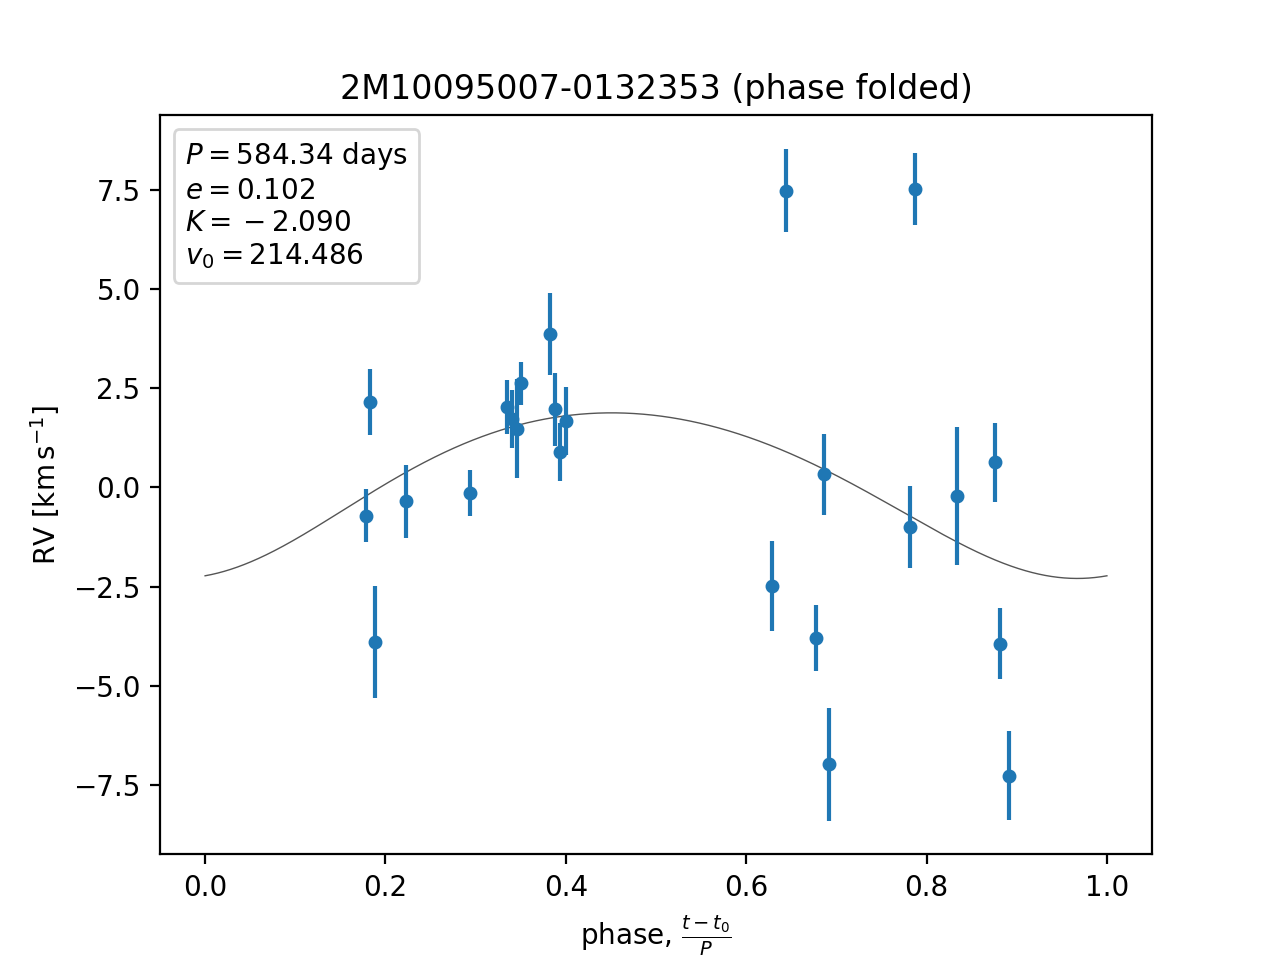 2M10095007-0132353 (phase folded)
P = 584.34 days
e = 0.102
K = −2.090
v₀ = 214.486
7.5
5.0
2.5
0.0
−2.5
−5.0
−7.5
RV [km s⁻¹]
0.0 0.2 0.4 0.6 0.8 1.0
phase, (t − t₀)/P